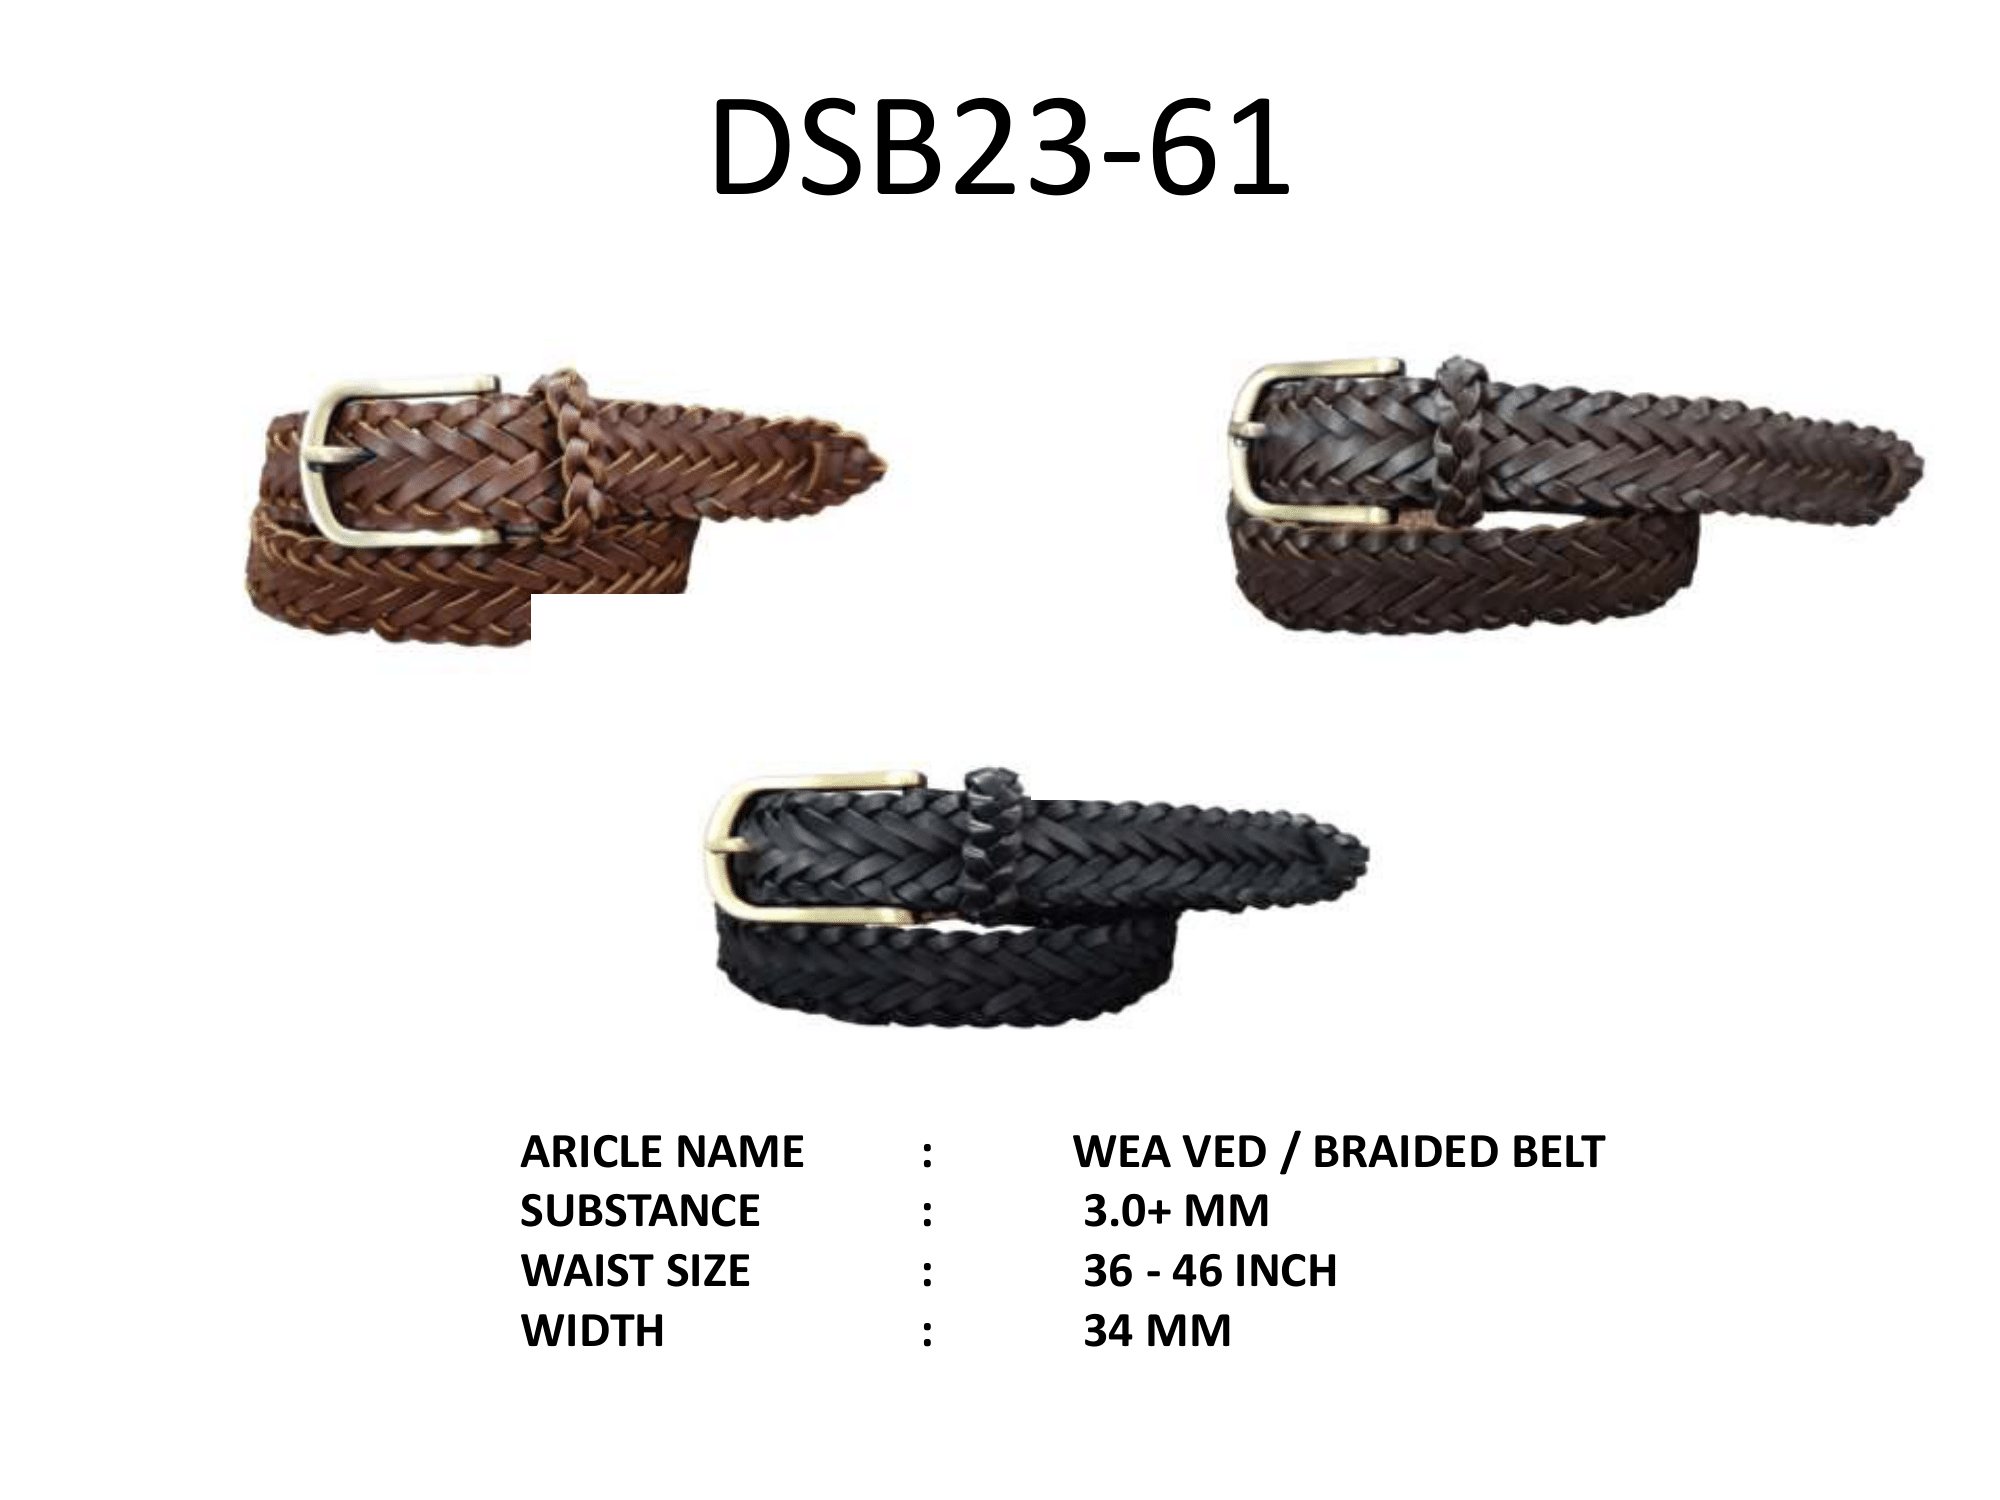 DSB23-61
ARICLE NAME : WEA VED / BRAIDED BELT
SUBSTANCE : 3.0+ MM
WAIST SIZE : 36 - 46 INCH
WIDTH : 34 MM